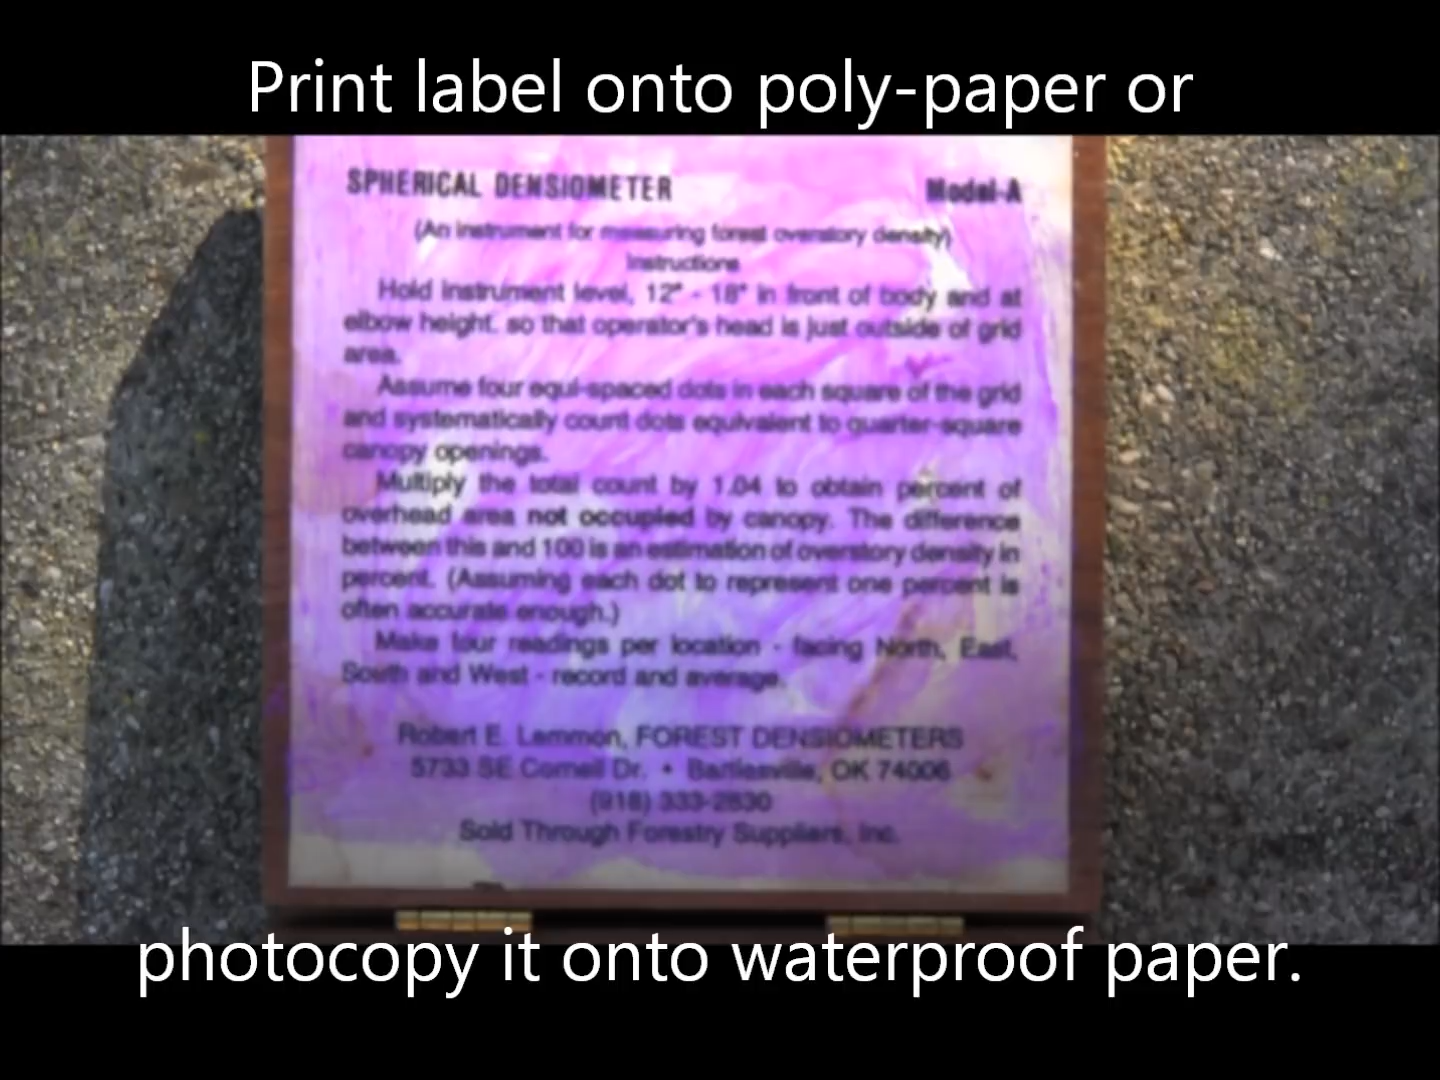 Print label onto poly-paper or
SPHERICAL DENSIOMETER Model-A
(An instrument for measuring forest overstory density)
Instructions
Hold instrument level, 12" - 18" in front of body and at
elbow height, so that operator's head is just outside of grid
area.
Assume four equi-spaced dots in each square of the grid
and systematically count dots equivalent to quarter-square
canopy openings.
Multiply the total count by 1.04 to obtain percent of
overhead area not occupied by canopy. The difference
between this and 100 is an estimation of overstory density in
percent. (Assuming each dot to represent one percent is
often accurate enough.)
Make four readings per location - facing North, East,
South and West - record and average.
Robert E. Lemmon, FOREST DENSIOMETERS
5733 SE Cornell Dr. • Bartlesville, OK 74006
(918) 333-2830
Sold Through Forestry Suppliers, Inc.
photocopy it onto waterproof paper.